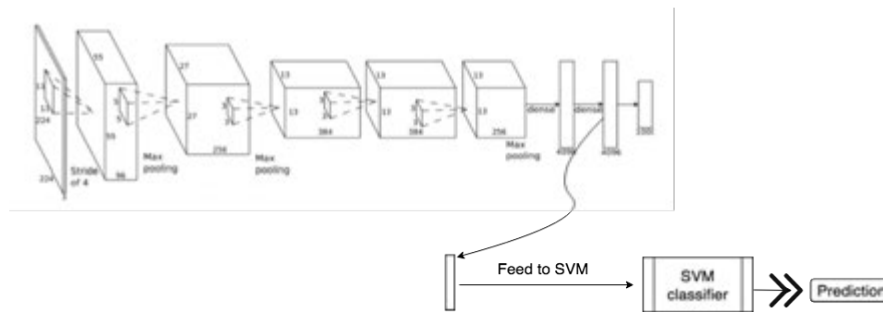 55
27
13
13
13
11
11
5
5
3
3
3
3
224
55
27
13
13
13
dense
dense
384
384
256
256
Max
pooling
4096
4096
Max
pooling
Max
pooling
Stride
of 4
96
224
Feed to SVM
SVM
classifier
Prediction